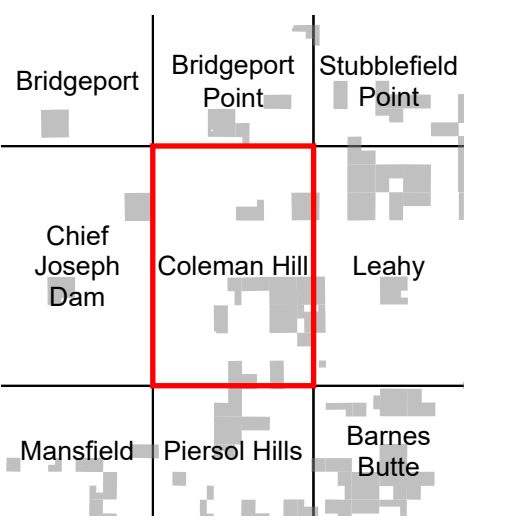 Bridgeport
Bridgeport
Point
Stubblefield
Point
Chief
Joseph
Dam
Coleman Hill
Leahy
Mansfield
Piersol Hills
Barnes
Butte